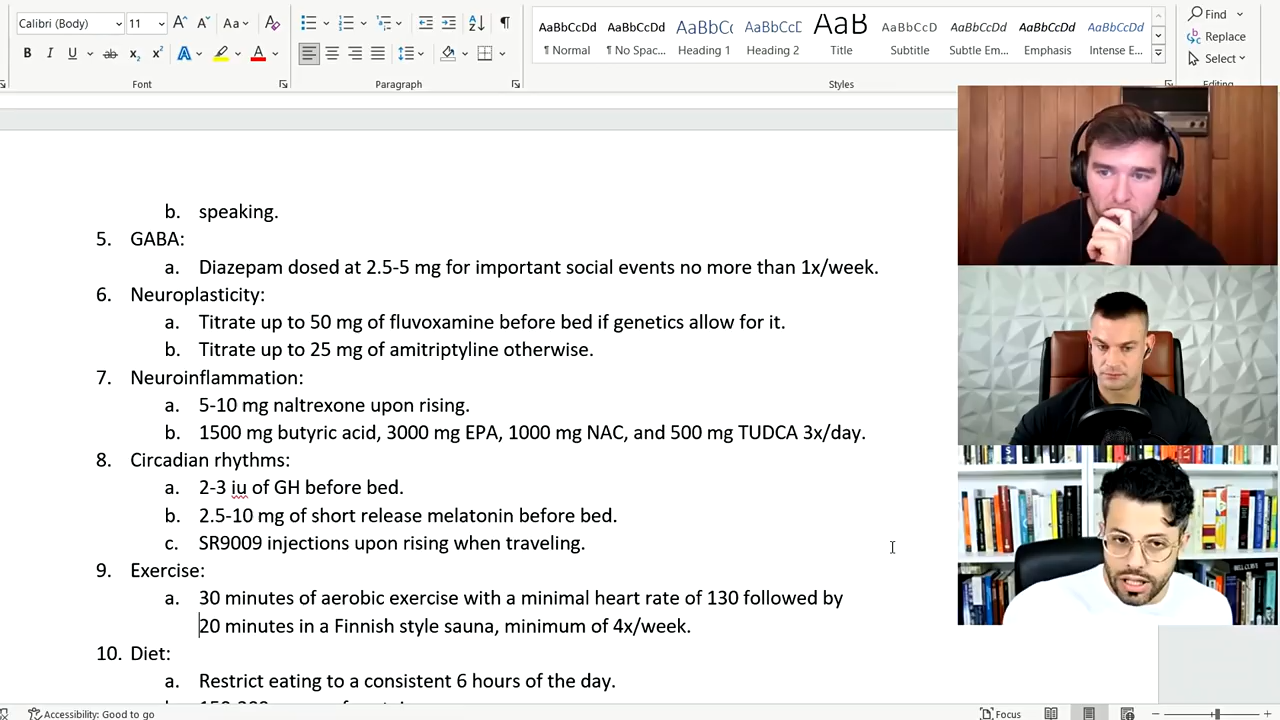 Calibri (Body) 11 A A Aa A
Find
AaBbCcDd AaBbCcDd AaBbCc AaBbCcE AaB AaBbCcD AaBbCcDd AaBbCcDd AaBbCcDd
Replace
B I U ab x₂ x² A A
¶ Normal ¶ No Spac... Heading 1 Heading 2 Title Subtitle Subtle Em... Emphasis Intense E...
Select
Font Paragraph Styles Editing
b. speaking.
5. GABA:
a. Diazepam dosed at 2.5-5 mg for important social events no more than 1x/week.
6. Neuroplasticity:
a. Titrate up to 50 mg of fluvoxamine before bed if genetics allow for it.
b. Titrate up to 25 mg of amitriptyline otherwise.
7. Neuroinflammation:
a. 5-10 mg naltrexone upon rising.
b. 1500 mg butyric acid, 3000 mg EPA, 1000 mg NAC, and 500 mg TUDCA 3x/day.
8. Circadian rhythms:
a. 2-3 iu of GH before bed.
b. 2.5-10 mg of short release melatonin before bed.
c. SR9009 injections upon rising when traveling.
9. Exercise:
a. 30 minutes of aerobic exercise with a minimal heart rate of 130 followed by
20 minutes in a Finnish style sauna, minimum of 4x/week.
10. Diet:
a. Restrict eating to a consistent 6 hours of the day.
Accessibility: Good to go Focus